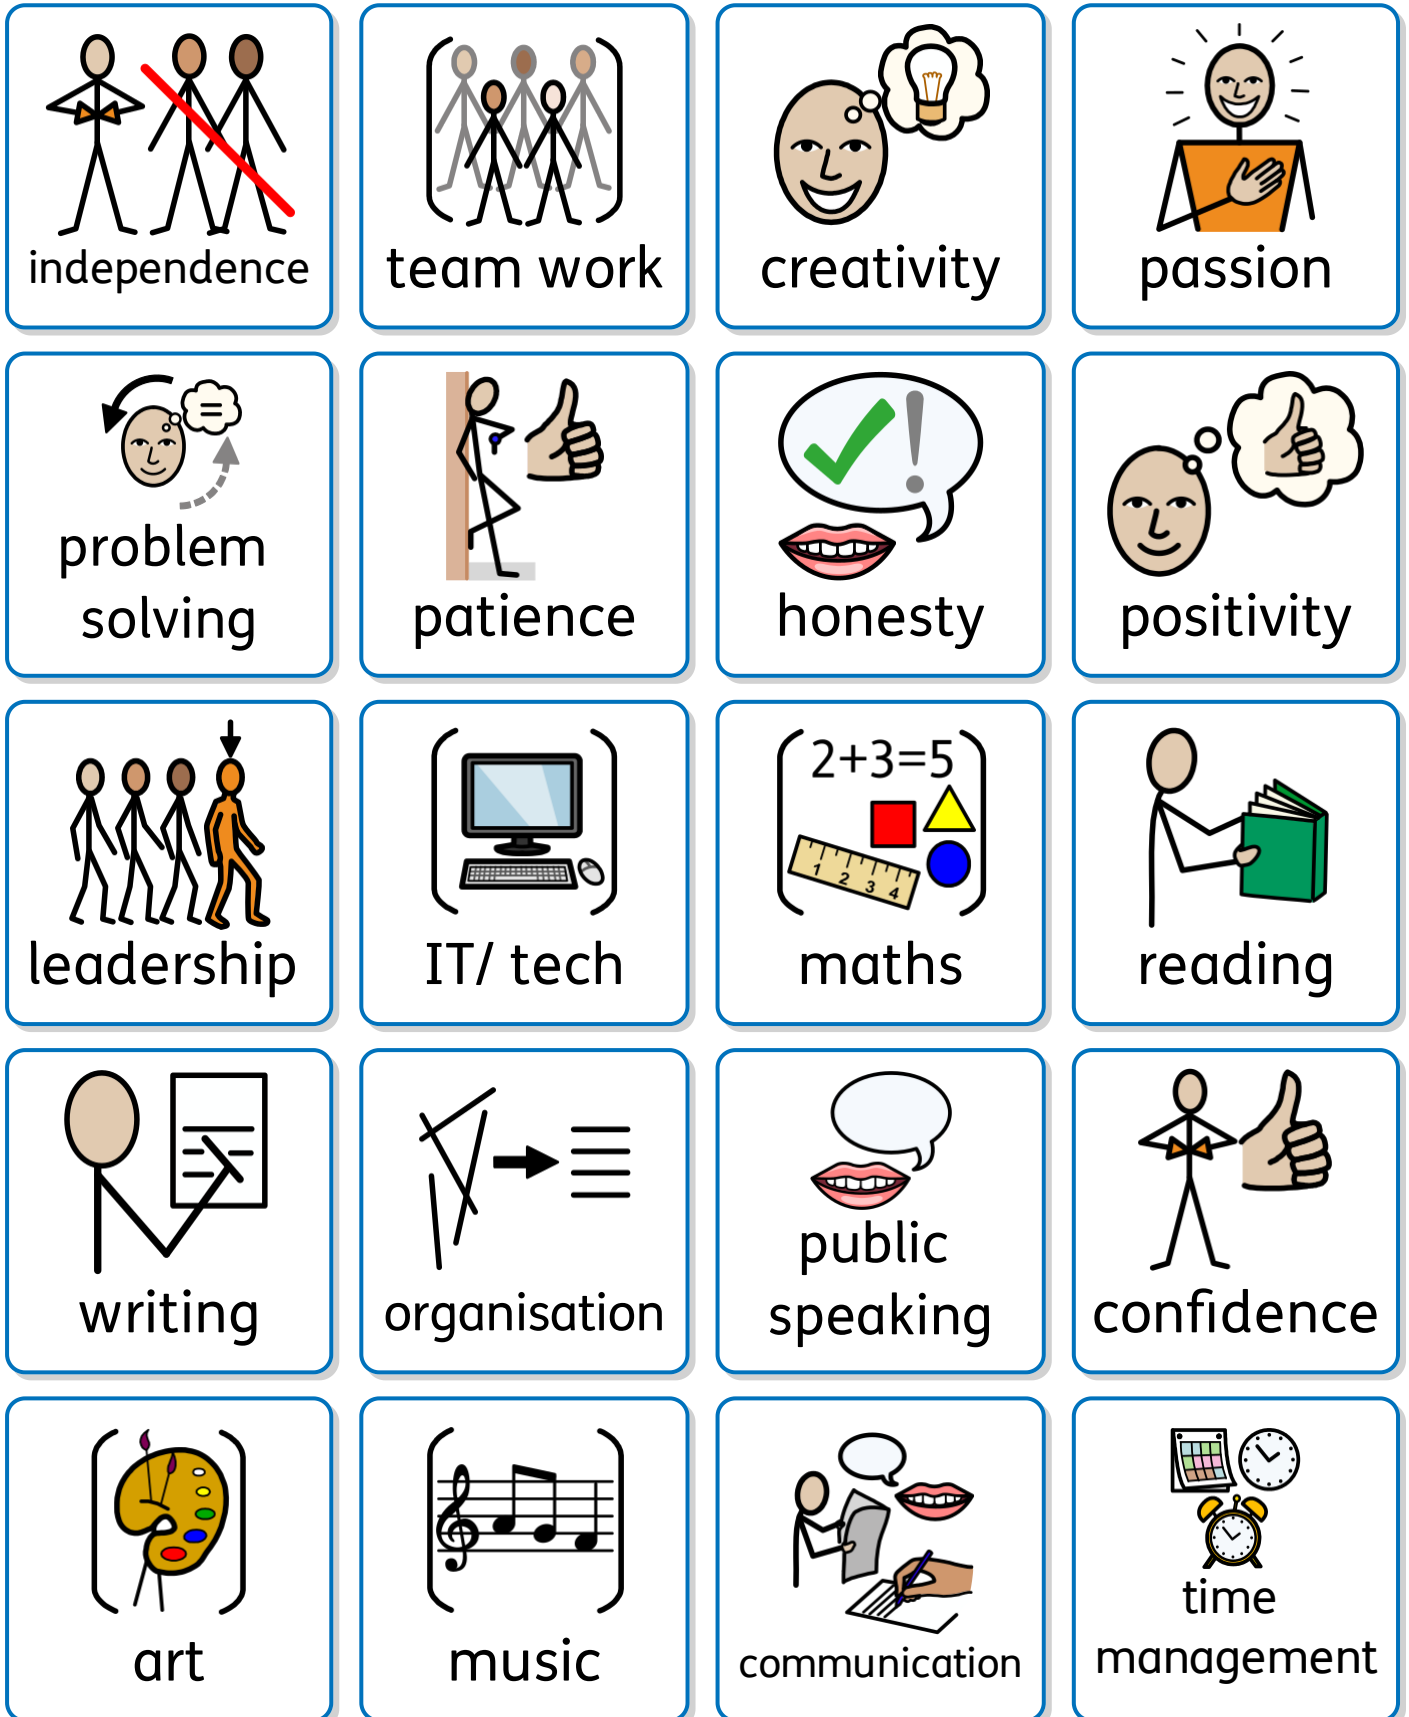 independence
team work
creativity
passion
problem
solving
patience
honesty
positivity
leadership
IT/ tech
2+3=5
1 2 3 4
maths
reading
writing
organisation
public
speaking
confidence
art
music
communication
time
management